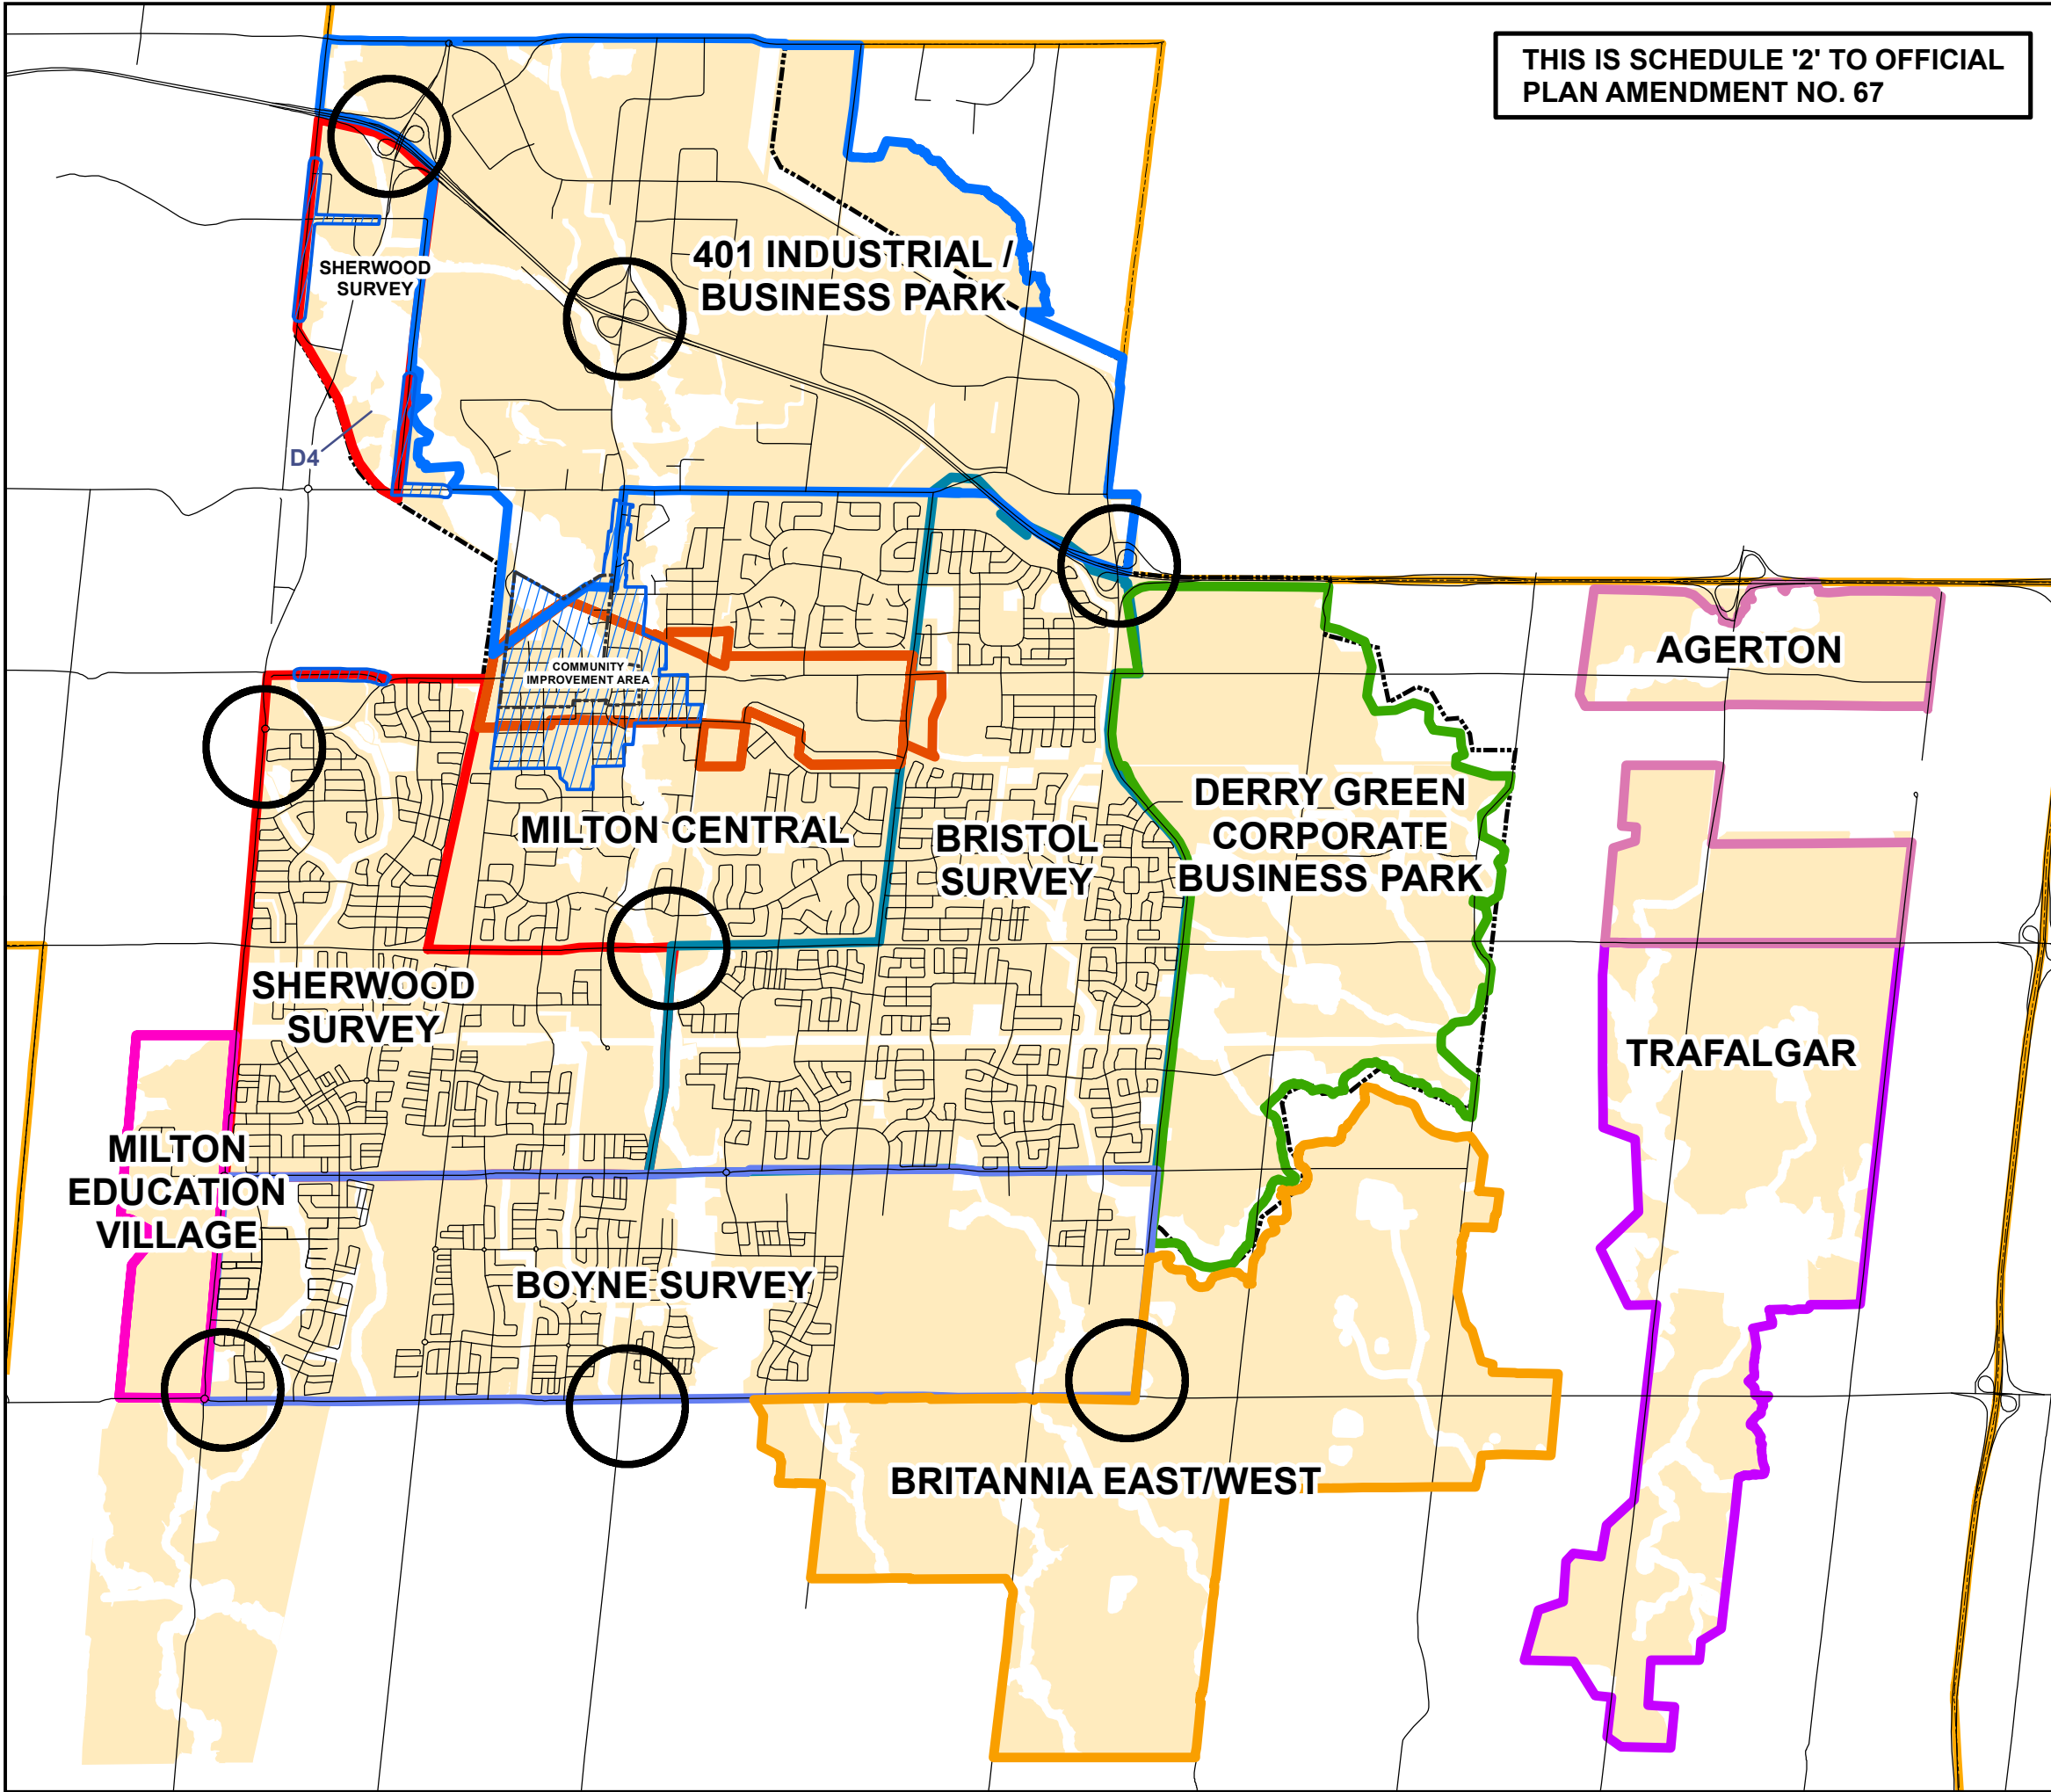 THIS IS SCHEDULE '2' TO OFFICIAL
PLAN AMENDMENT NO. 67
401 INDUSTRIAL /
BUSINESS PARK
SHERWOOD
SURVEY
D4
COMMUNITY
IMPROVEMENT AREA
AGERTON
MILTON CENTRAL
BRISTOL
SURVEY
DERRY GREEN
CORPORATE
BUSINESS PARK
SHERWOOD
SURVEY
TRAFALGAR
MILTON
EDUCATION
VILLAGE
BOYNE SURVEY
BRITANNIA EAST/WEST